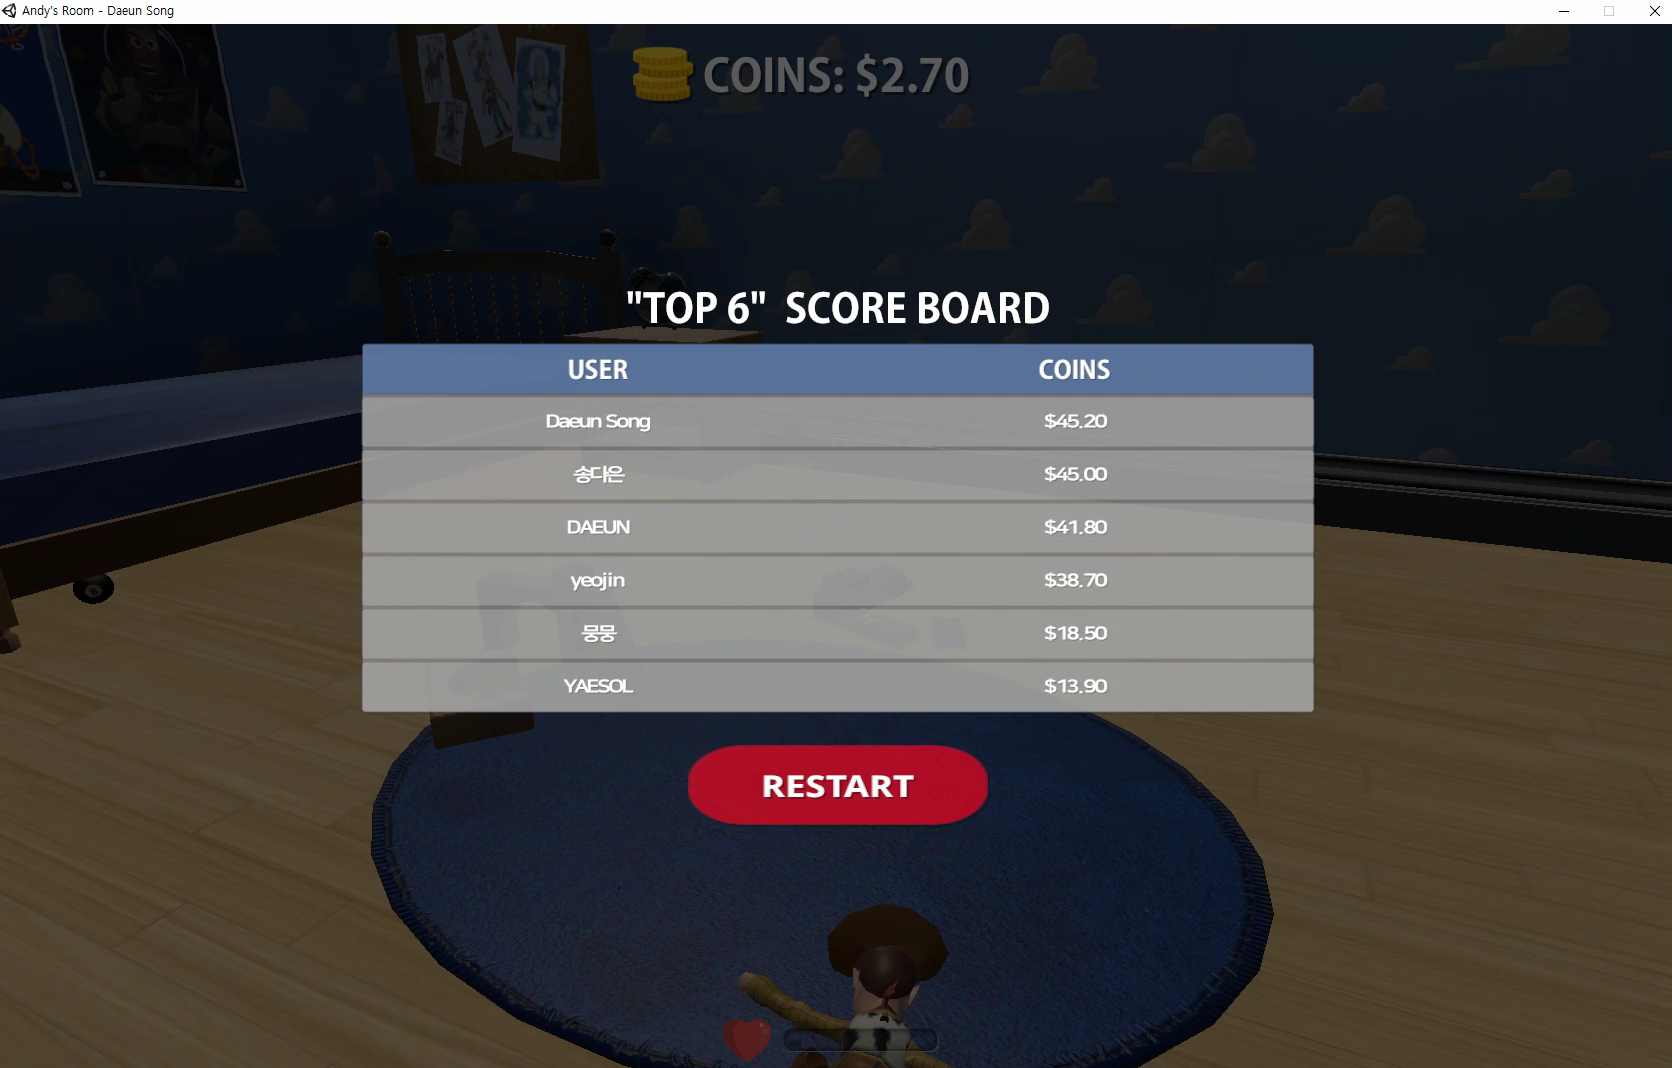 Andy's Room - Daeun Song
COINS: $2.70
"TOP 6" SCORE BOARD
USER COINS
Daeun Song $45.20
송다은 $45.00
DAEUN $41.80
yeojin $38.70
뭉뭉 $18.50
YAESOL $13.90
RESTART